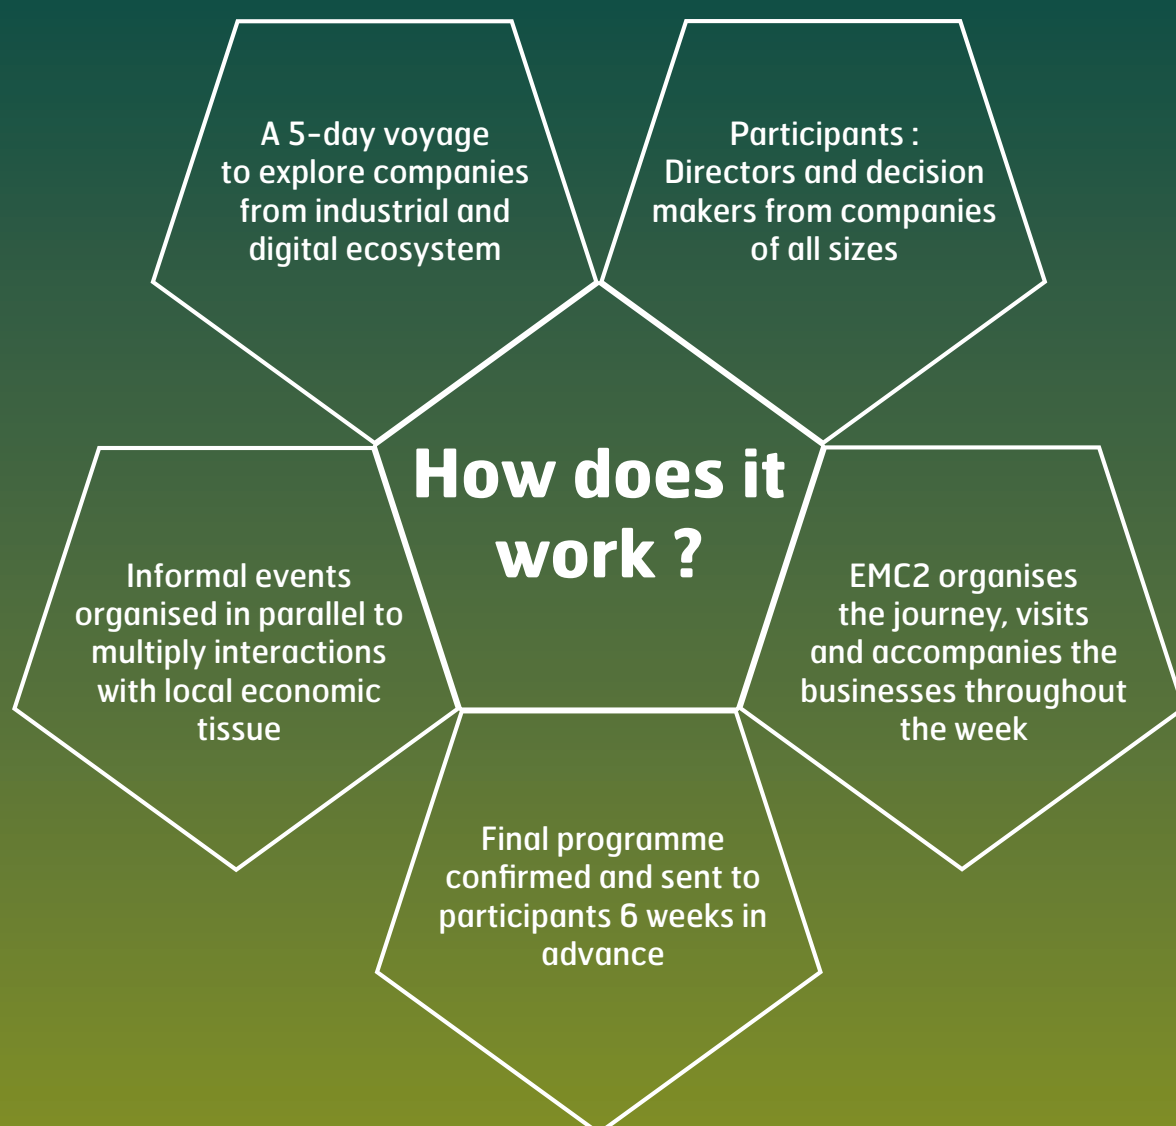 A 5-day voyage
to explore companies
from industrial and
digital ecosystem
Participants :
Directors and decision
makers from companies
of all sizes
How does it
work ?
Informal events
organised in parallel to
multiply interactions
with local economic
tissue
EMC2 organises
the journey, visits
and accompanies the
businesses throughout
the week
Final programme
confirmed and sent to
participants 6 weeks in
advance